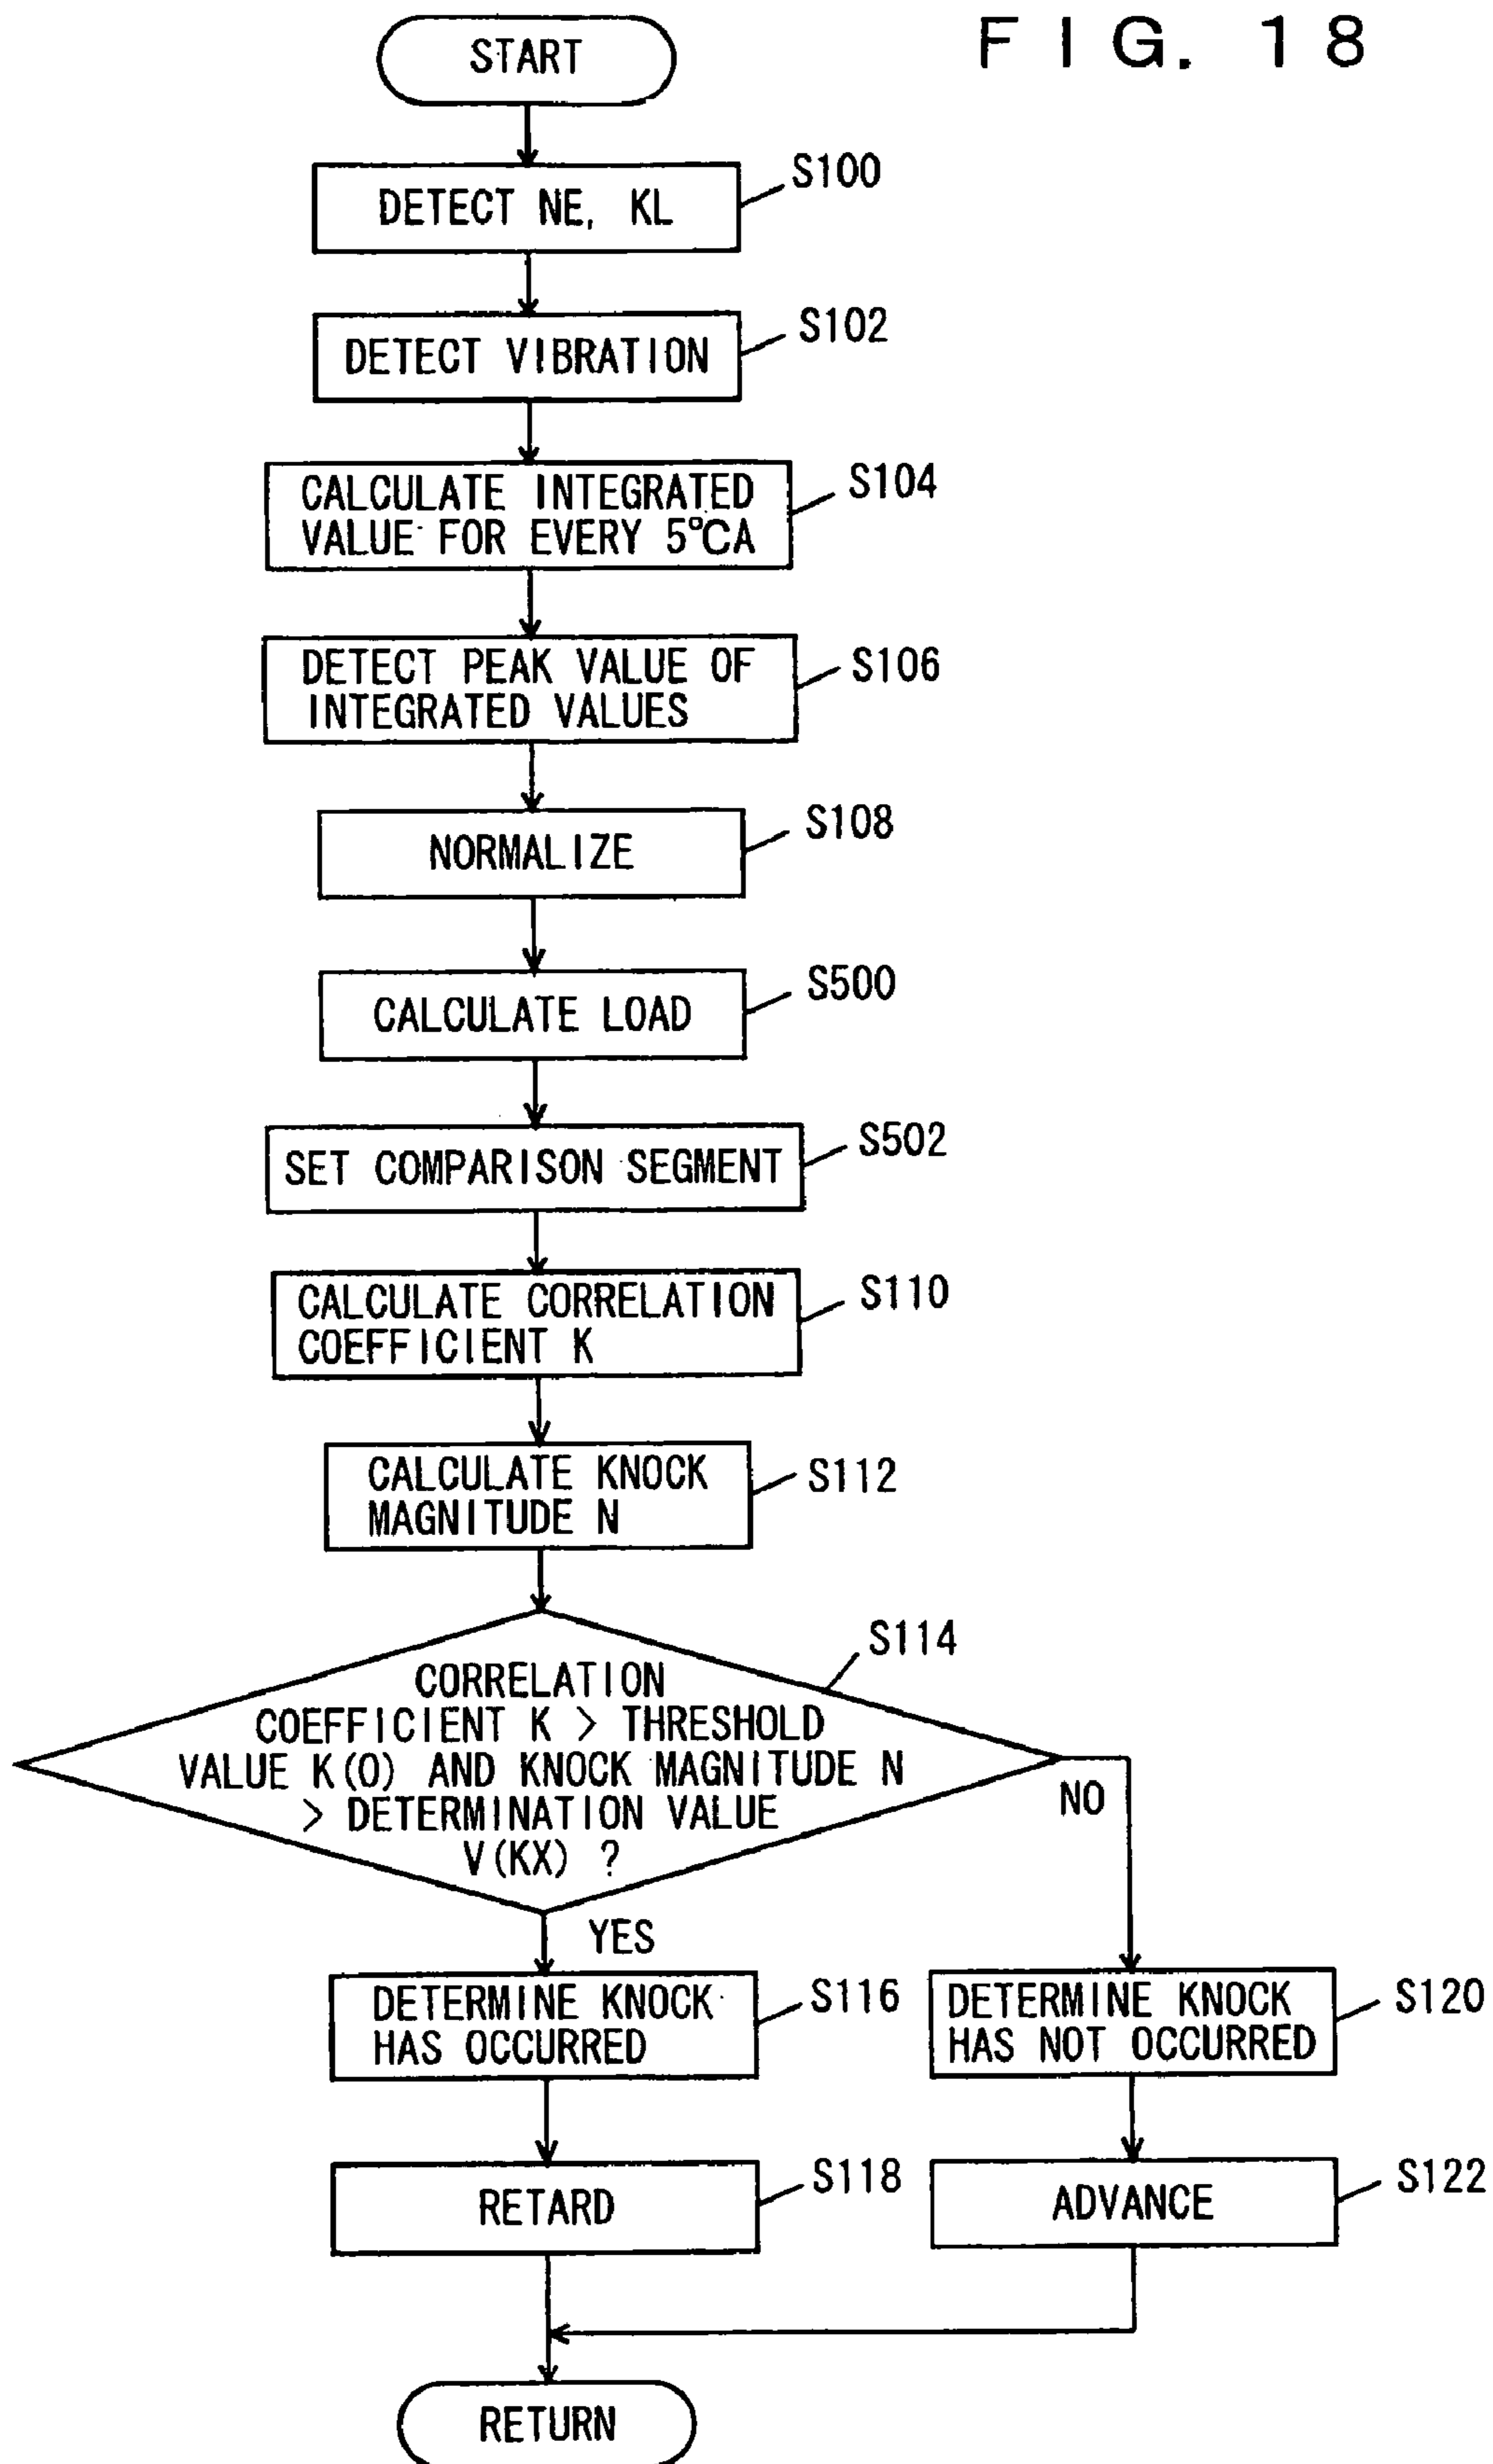 FIG. 18
START
DETECT NE, KL
S100
DETECT VIBRATION
S102
CALCULATE INTEGRATED
VALUE FOR EVERY 5°CA
S104
DETECT PEAK VALUE OF
INTEGRATED VALUES
S106
NORMALIZE
S108
CALCULATE LOAD
S500
SET COMPARISON SEGMENT
S502
CALCULATE CORRELATION
COEFFICIENT K
S110
CALCULATE KNOCK
MAGNITUDE N
S112
S114
CORRELATION
COEFFICIENT K > THRESHOLD
VALUE K(0) AND KNOCK MAGNITUDE N
> DETERMINATION VALUE
V(KX) ?
NO
YES
DETERMINE KNOCK
HAS OCCURRED
S116
DETERMINE KNOCK
HAS NOT OCCURRED
S120
RETARD
S118
ADVANCE
S122
RETURN